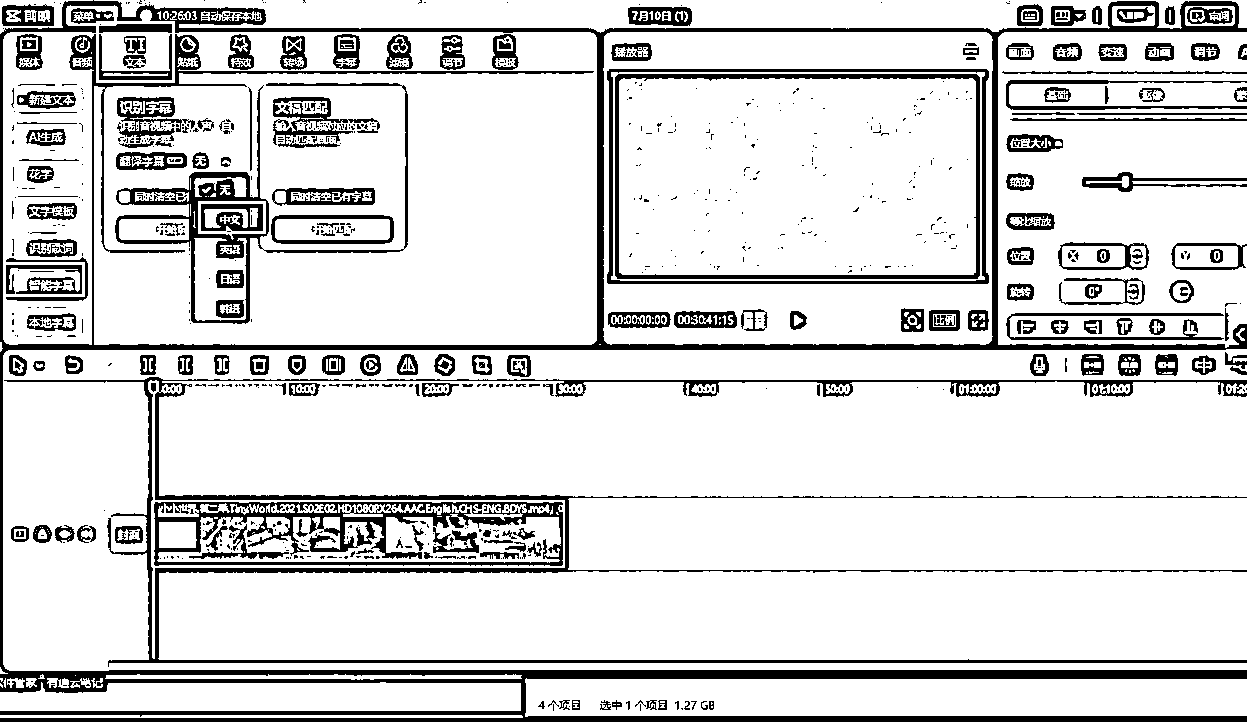 剪映 菜单 10:26:03 自动保存本地 7月10日 (1) 审阅
媒体 音频 文本 贴纸 特效 转场 字幕 滤镜 调节 模板
播放器
画面 音频 变速 动画 调节
新建文本
AI生成
花字
文字模板
识别歌词
智能字幕
本地字幕
识别字幕
识别音视频中的人声，自
动生成字幕。
翻译字幕 无
无
中文
英语
日语
韩语
同时清空已有
文稿匹配
输入音视频对应的文稿
自动匹配画面。
同时清空已有字幕
开始匹配
00:00:00:00 00:30:41:15 比例
基础 抠像
位置大小
缩放
等比缩放
位置 X 0 Y 0
旋转 0°
10:00 20:00 30:00 40:00 50:00 01:00:00 01:10:00
封面
第二季.TinyWorld.2021.S02E02.HD1080P.X264.AAC.English.CHS-ENG.BDYS.mp4
件管家 有道云笔记
4 个项目 选中 1 个项目 1.27 GB